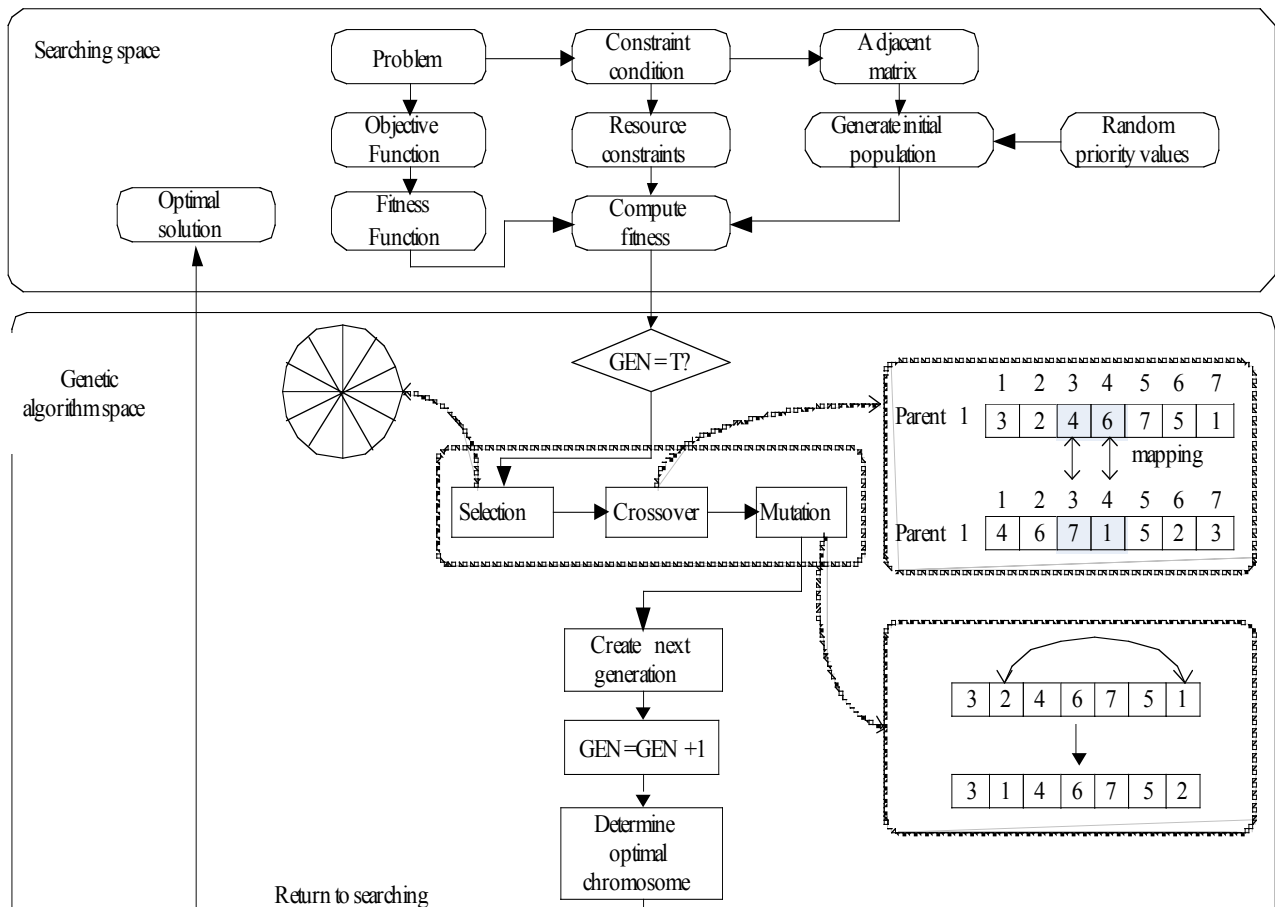 Searching space
Problem
Constraint
condition
Adjacent
matrix
Objective
Function
Resource
constraints
Generate initial
population
Random
priority values
Optimal
solution
Fitness
Function
Compute
fitness
Genetic
algorithm space
GEN = T?
1 2 3 4 5 6 7
Parent 1 3 2 4 6 7 5 1
mapping
1 2 3 4 5 6 7
Parent 1 4 6 7 1 5 2 3
Selection
Crossover
Mutation
Create next
generation
3 2 4 6 7 5 1
GEN=GEN +1
3 1 4 6 7 5 2
Determine
optimal
chromosome
Return to searching